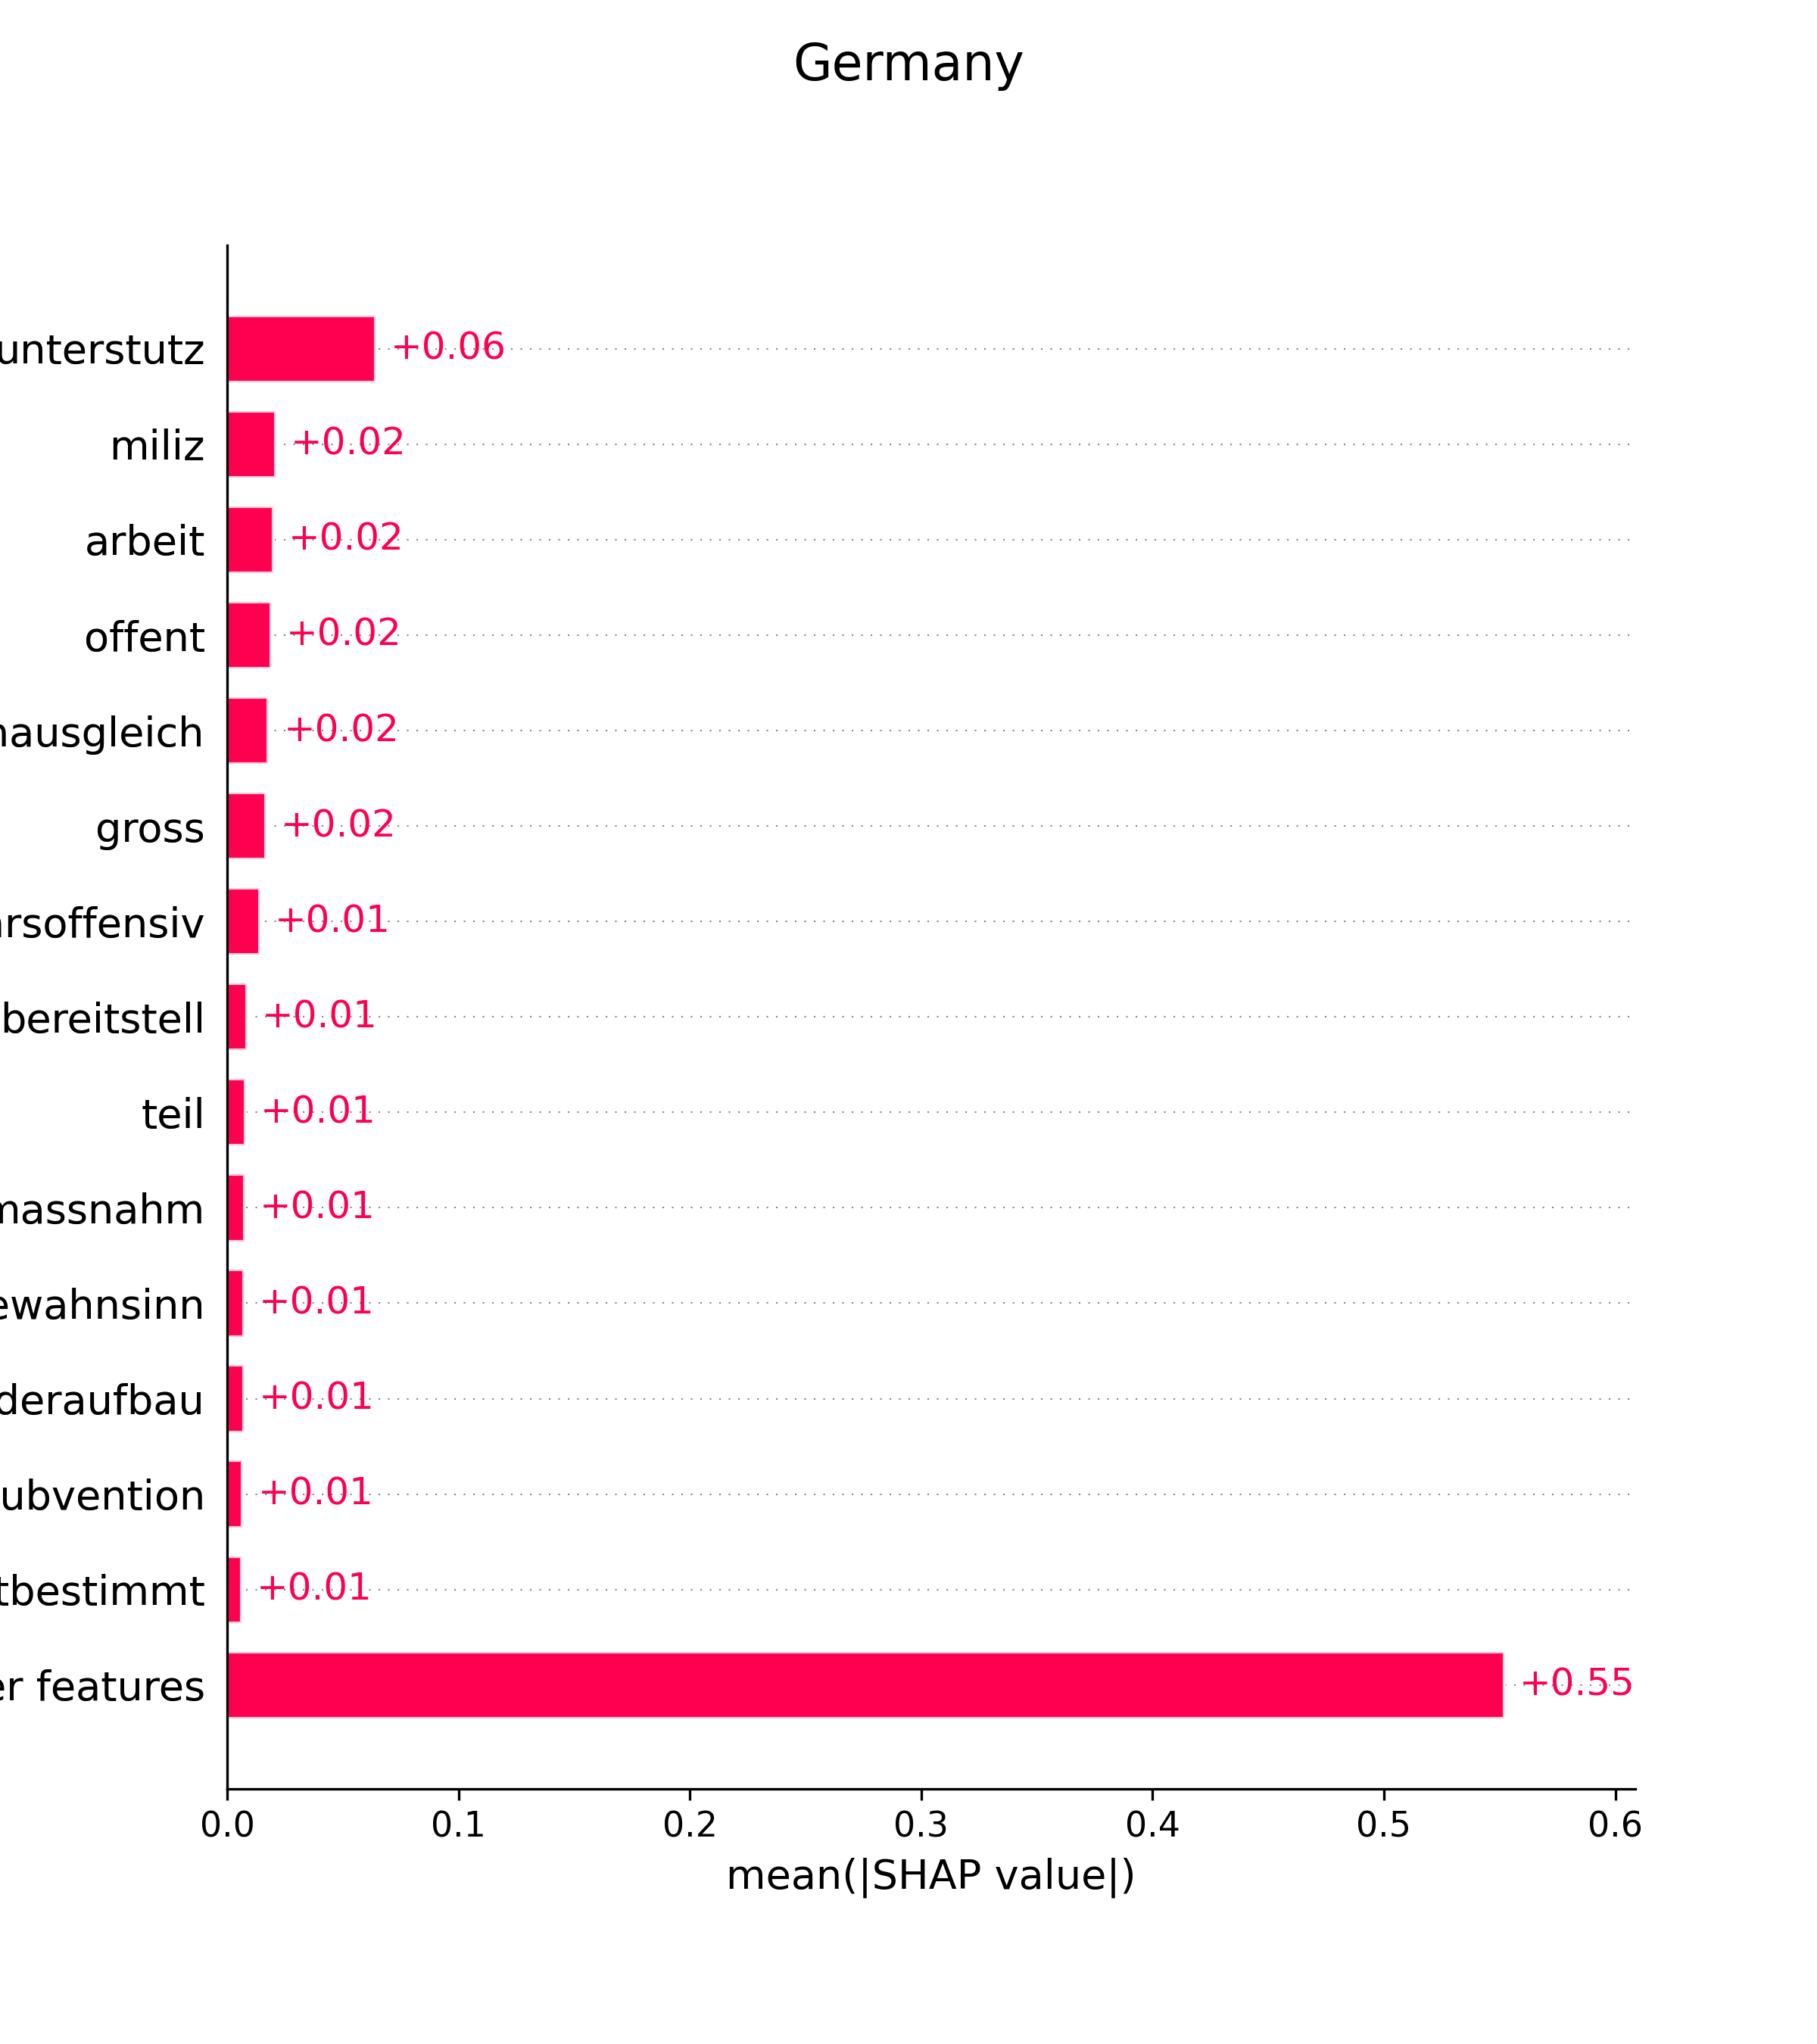 Germany
unterstutz
+0.06
miliz
+0.02
arbeit
+0.02
offent
+0.02
nausgleich
+0.02
gross
+0.02
arsoffensiv
+0.01
bereitstell
+0.01
teil
+0.01
massnahm
+0.01
ewahnsinn
+0.01
deraufbau
+0.01
ubvention
+0.01
tbestimmt
+0.01
er features
+0.55
0.0 0.1 0.2 0.3 0.4 0.5 0.6
mean(|SHAP value|)